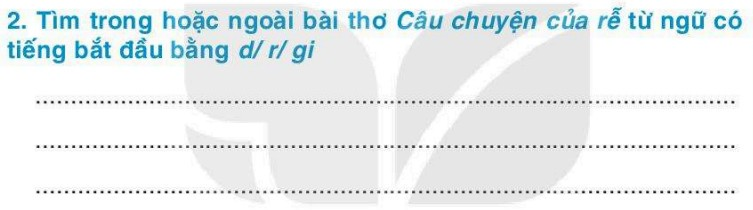 2. Tìm trong hoặc ngoài bài thơ Câu chuyện của rễ từ ngữ có
tiếng bắt đầu bằng d/ r/ gi